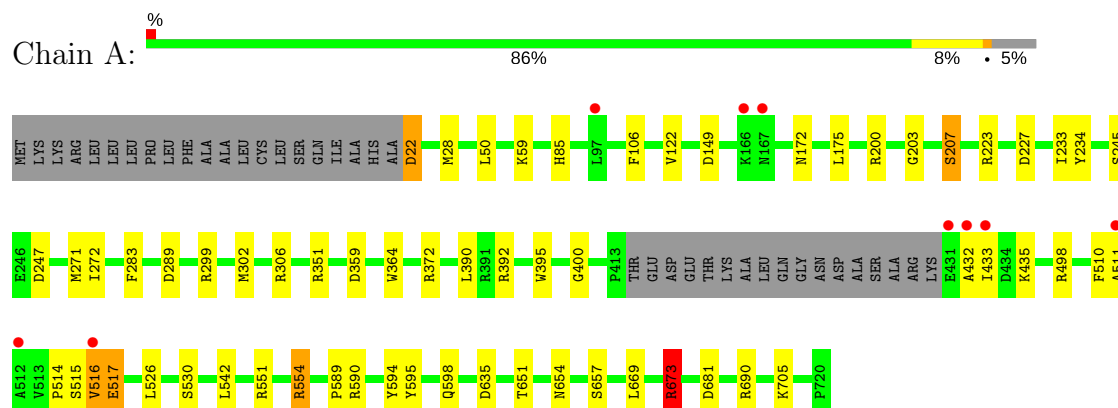 %
Chain A:
86% 8% • 5%
MET LYS LYS ARG LEU LEU LEU PRO LEU PHE ALA ALA LEU CYS LEU SER GLN ILE ALA HIS ALA D22 M28 L50 K59 H85 L97 F106 V122 D149 K166 N167 N172 L175 R200 G203 S207 R223 D227 I233 Y234 S245
E246 D247 M271 I272 F283 D289 R299 M302 R306 R351 D359 W364 R372 L390 R391 R392 W395 G400 P413 THR GLU ASP GLU THR LYS ALA LEU GLN GLY ASN ASP ALA SER ALA ARG LYS E431 A432 I433 D434 K435 R498 F510 A511
A512 V513 P514 S515 V516 E517 L526 S530 L542 R551 R554 P589 R590 Y594 Y595 Q598 D635 T651 N654 S657 L669 R673 D681 R690 K705 P720